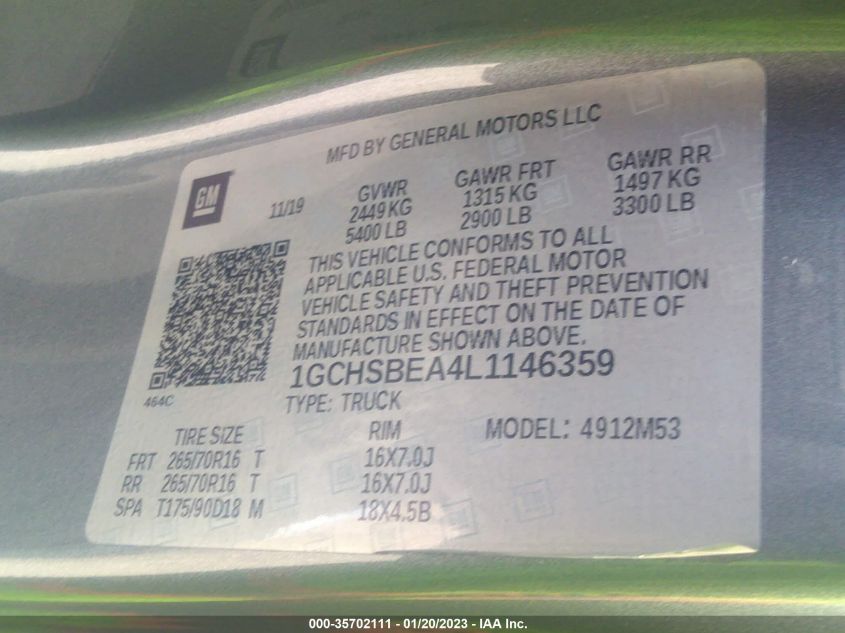 MFD BY GENERAL MOTORS LLC
GM
11/19
GVWR GAWR FRT GAWR RR
2449 KG 1315 KG 1497 KG
5400 LB 2900 LB 3300 LB
THIS VEHICLE CONFORMS TO ALL
APPLICABLE U.S. FEDERAL MOTOR
VEHICLE SAFETY AND THEFT PREVENTION
STANDARDS IN EFFECT ON THE DATE OF
MANUFACTURE SHOWN ABOVE.
464C
1GCHSBEA4L1146359
TYPE: TRUCK
TIRE SIZE RIM MODEL: 4912M53
FRT 265/70R16 T 16X7.0J
RR 265/70R16 T 16X7.0J
SPA T175/90D18 M 18X4.5B
000-35702111 - 01/20/2023 - IAA Inc.